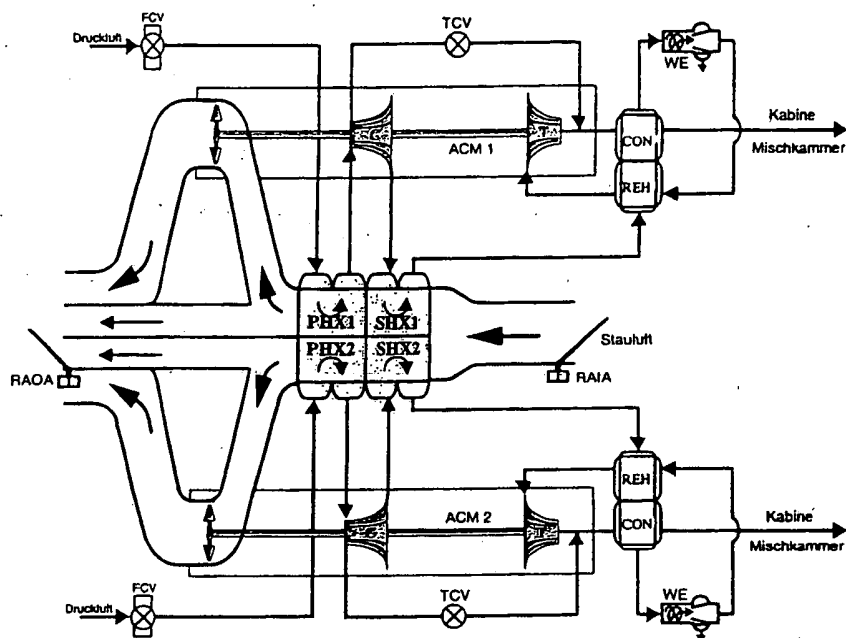 FCV
TCV
Druckluft
WE
C
T
ACM 1
CON
Kabine
Mischkammer
REH
PHX1 SHX1
PHX2 SHX2
Stauluft
RAOA
RAIA
REH
ACM 2
CON
Kabine
Mischkammer
FCV
TCV
WE
Druckluft